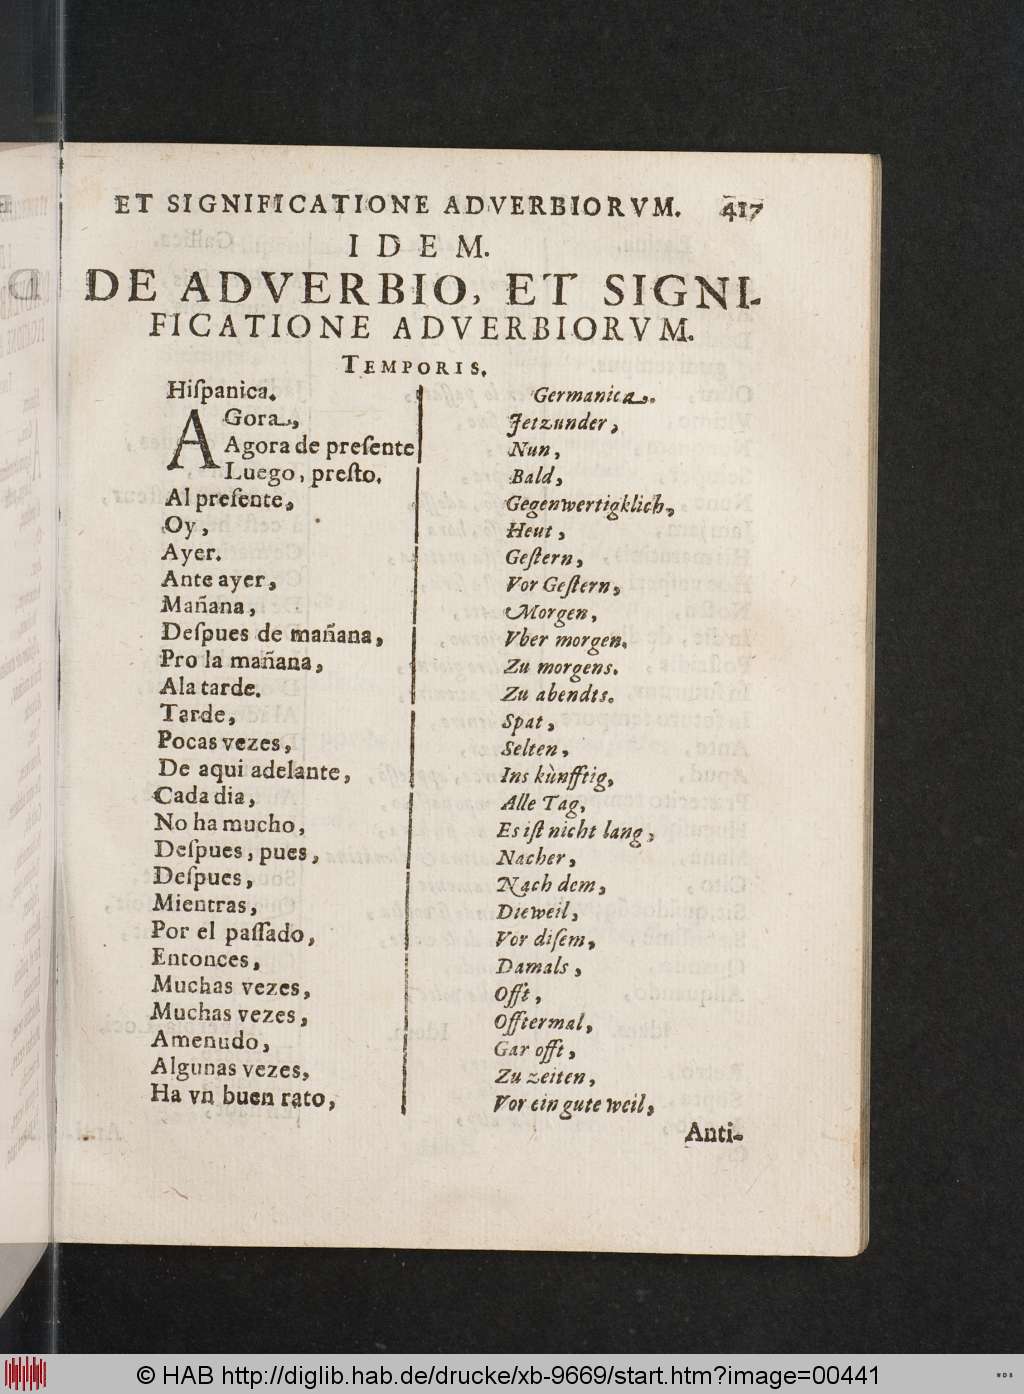 ET SIGNIFICATIONE ADVERBIORVM. 417
IDEM.
DE ADVERBIO, ET SIGNI-
FICATIONE ADVERBIORVM.
TEMPORIS.
Hiſpanica. Germanica.
AGora, Jetzunder,
Agora de preſente Nun,
Luego, preſto. Bald,
Al preſente, Gegenwertigklich,
Oy, Heut,
Ayer. Geſtern,
Ante ayer, Vor Geſtern,
Mañana, Morgen,
Deſpues de mañana, Vber morgen.
Pro la mañana, Zu morgens.
Ala tarde. Zu abendts.
Tarde, Spat,
Pocas vezes, Selten,
De aqui adelante, Ins kùnfftig,
Cada dia, Alle Tag,
No ha mucho, Es iſt nicht lang,
Deſpues, pues, Nacher,
Deſpues, Nach dem,
Mientras, Dieweil,
Por el paſſado, Vor diſem,
Entonces, Damals,
Muchas vezes, Offt,
Muchas vezes, Offtermal,
Amenudo, Gar offt,
Algunas vezes, Zu zeiten,
Ha vn buen rato, Vor ein gute weil,
Anti-
© HAB http://diglib.hab.de/drucke/xb-9669/start.htm?image=00441